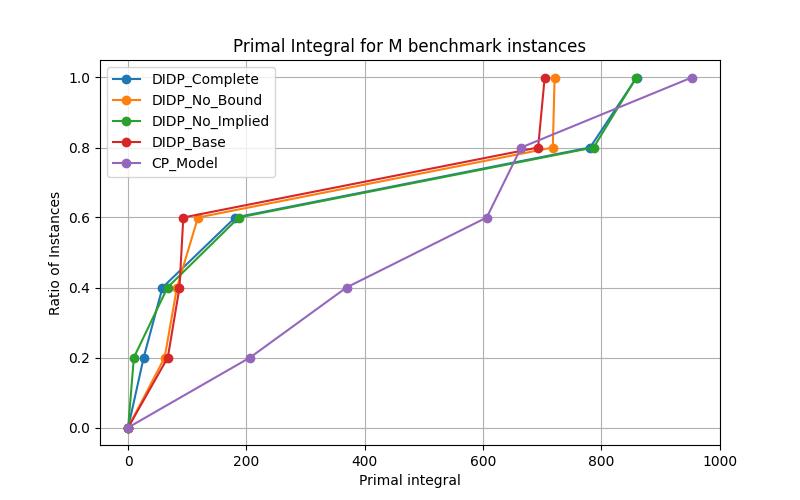 Primal Integral for M benchmark instances
DIDP_Complete
DIDP_No_Bound
DIDP_No_Implied
DIDP_Base
CP_Model
1.0
0.8
0.6
0.4
0.2
0.0
Ratio of Instances
0 200 400 600 800 1000
Primal integral